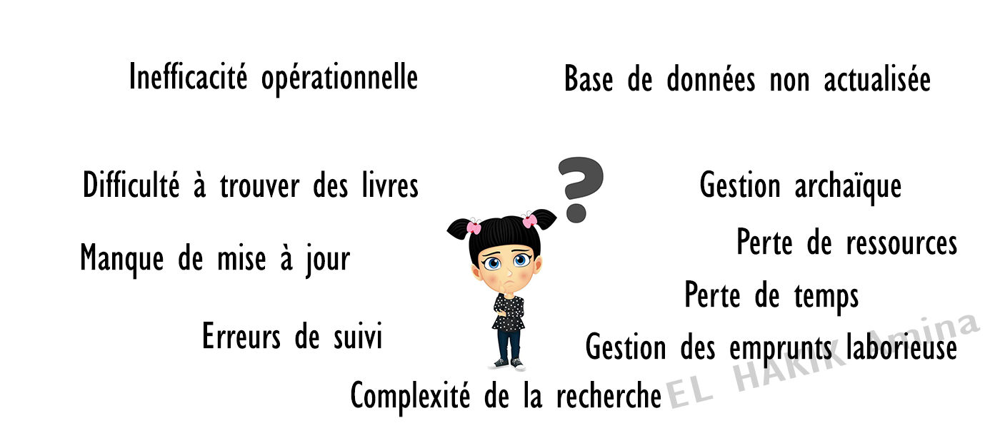 Inefficacité opérationnelle
Base de données non actualisée
?
Difficulté à trouver des livres
Gestion archaïque
Manque de mise à jour
Perte de ressources
Perte de temps
Erreurs de suivi
Gestion des emprunts laborieuse
Complexité de la recherche
EL HAKIK Amina